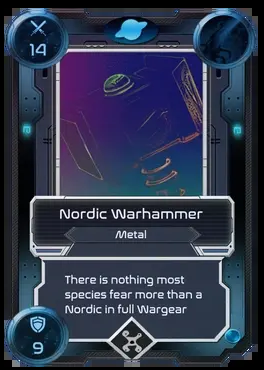 14
Nordic Warhammer
Metal
There is nothing most
species fear more than a
Nordic in full Wargear
9